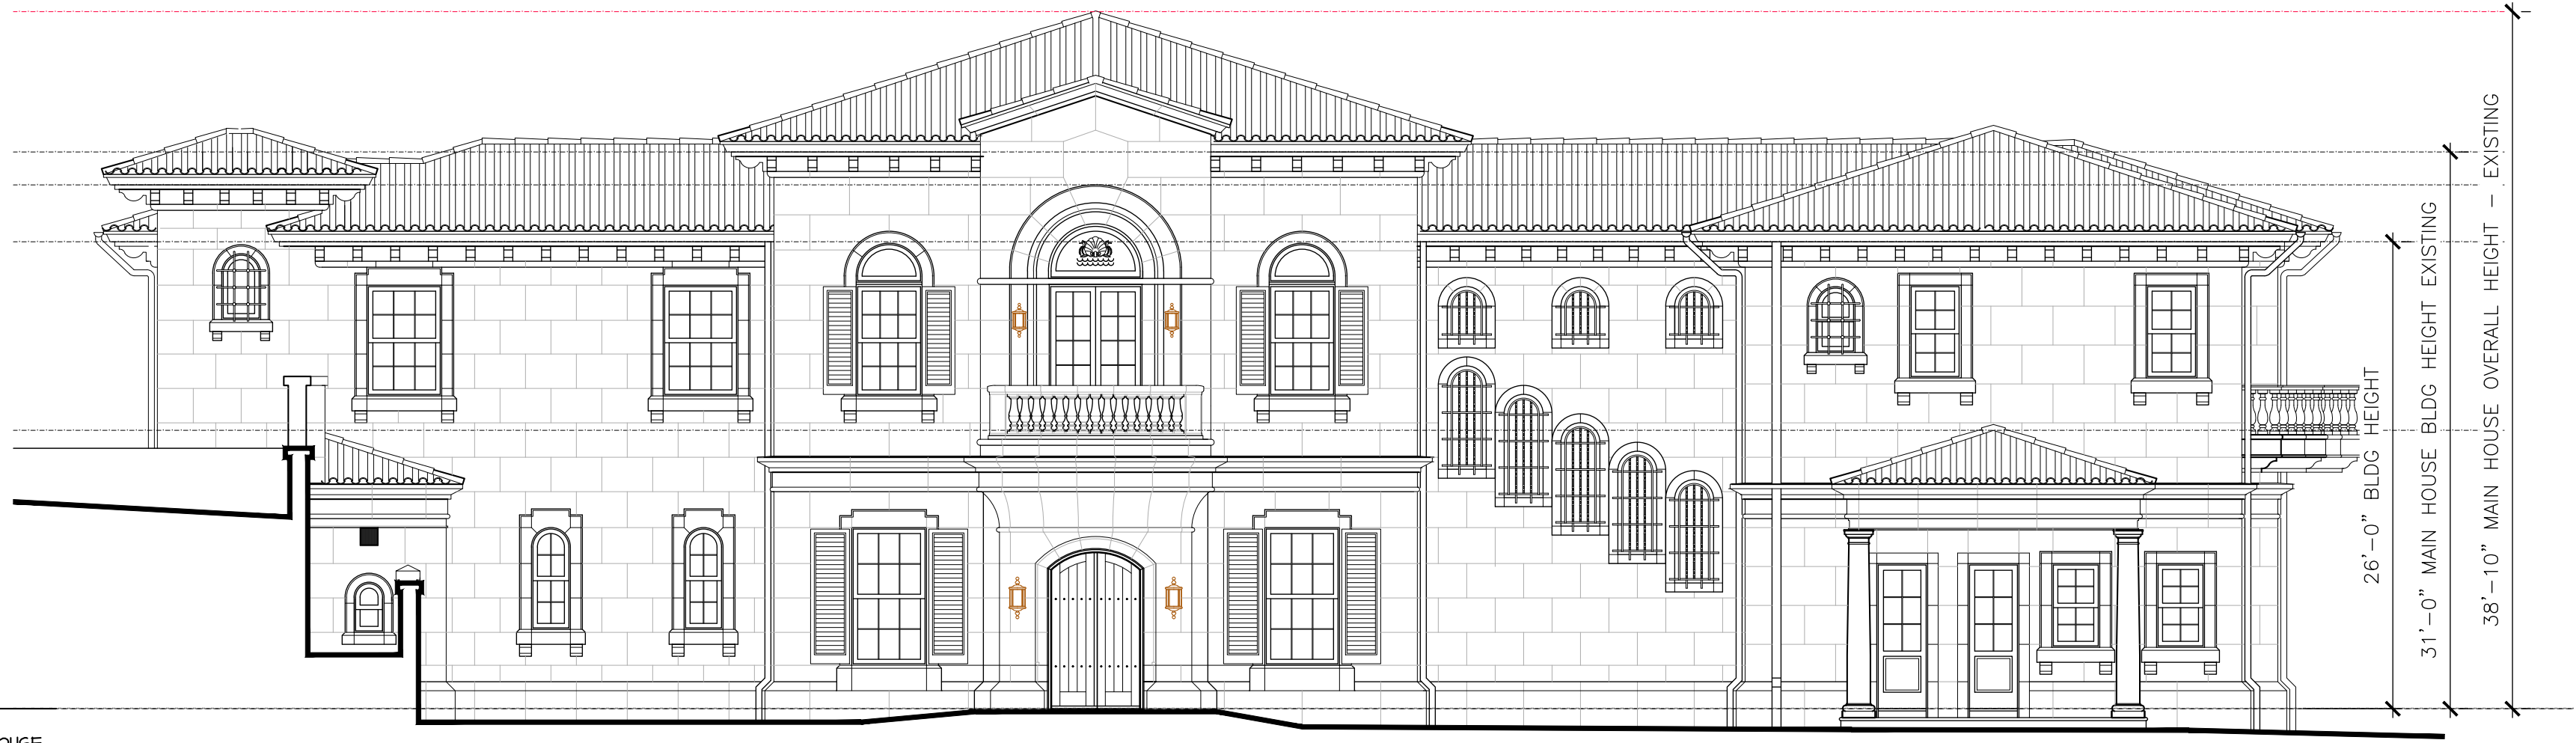 26'-0" BLDG HEIGHT
31'-0" MAIN HOUSE BLDG HEIGHT EXISTING
38'-10" MAIN HOUSE OVERALL HEIGHT - EXISTING